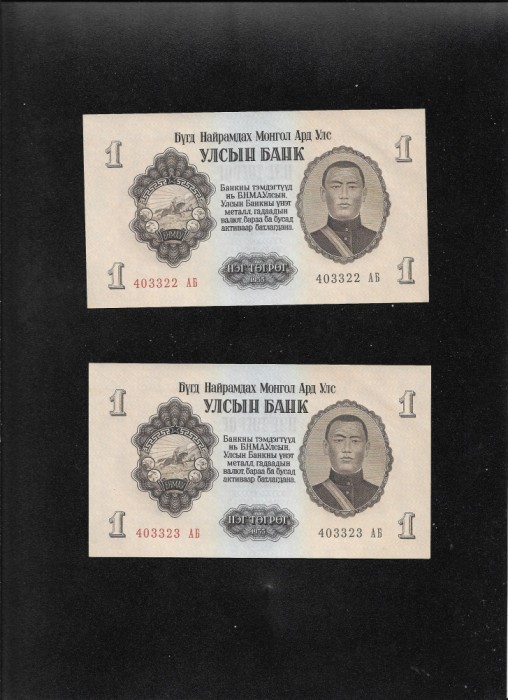 1 Бүгд Найрамдах Монгол Ард Улс 1
УЛСЫН БАНК
Банкны тэмдэгтүүд
нь БНМАУлсын.
Улсын Банкны үнэт
металл, гадаадын
валют, бараа ба бусад
активаар батлагдана.
БНМАУ
1 403322 АБ НЭГ ТӨГРӨГ 403322 АБ 1
1955
1 Бүгд Найрамдах Монгол Ард Улс 1
УЛСЫН БАНК
Банкны тэмдэгтүүд
нь БНМАУлсын.
Улсын Банкны үнэт
металл, гадаадын
валют, бараа ба бусад
активаар батлагдана.
БНМАУ
1 403323 АБ НЭГ ТӨГРӨГ 403323 АБ 1
1955